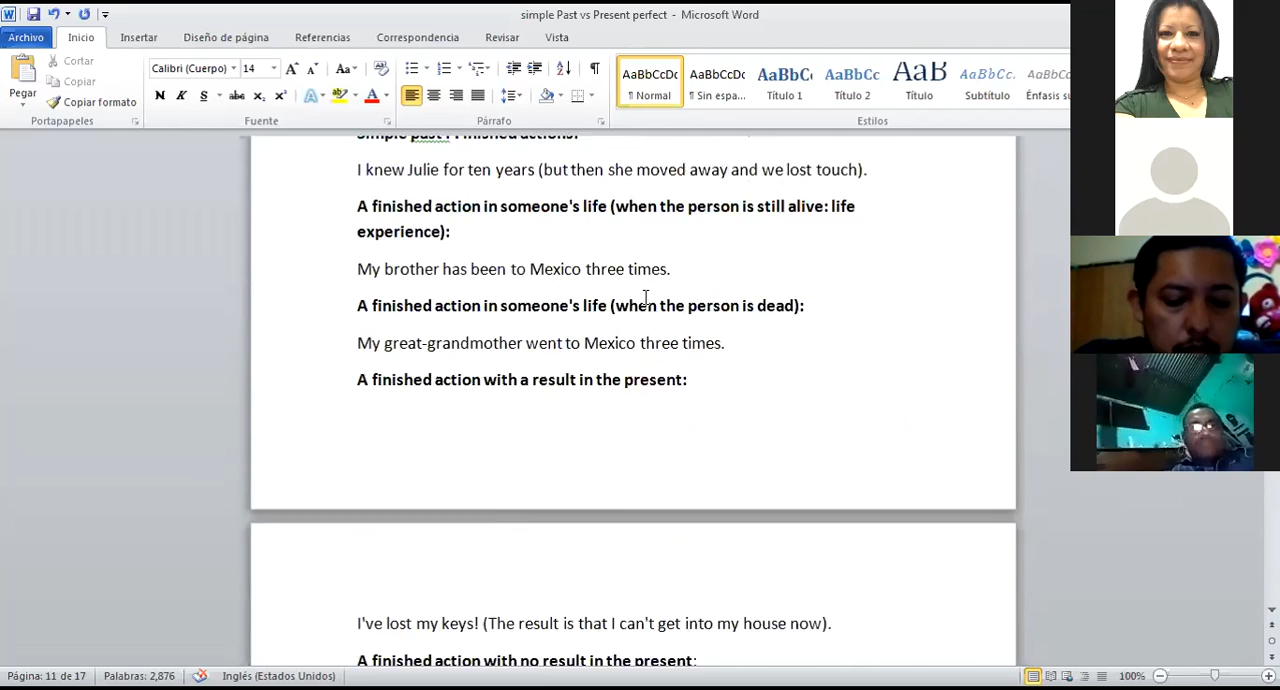 simple Past vs Present perfect - Microsoft Word
Archivo Inicio Insertar Diseño de página Referencias Correspondencia Revisar Vista
Cortar
Copiar
Copiar formato
Pegar
Portapapeles
Calibri (Cuerpo) 14
Fuente
Párrafo
AaBbCcDc AaBbCcDc AaBbC AaBbCc AaB AaBbCc. AaBbCc
¶ Normal ¶ Sin espa... Título 1 Título 2 Título Subtítulo Énfasis su
Estilos
Simple past : Finished actions:
I knew Julie for ten years (but then she moved away and we lost touch).
A finished action in someone's life (when the person is still alive: life
experience):
My brother has been to Mexico three times.
A finished action in someone's life (when the person is dead):
My great-grandmother went to Mexico three times.
A finished action with a result in the present:
I've lost my keys! (The result is that I can't get into my house now).
A finished action with no result in the present:
Página: 11 de 17 Palabras: 2,876 Inglés (Estados Unidos) 100%